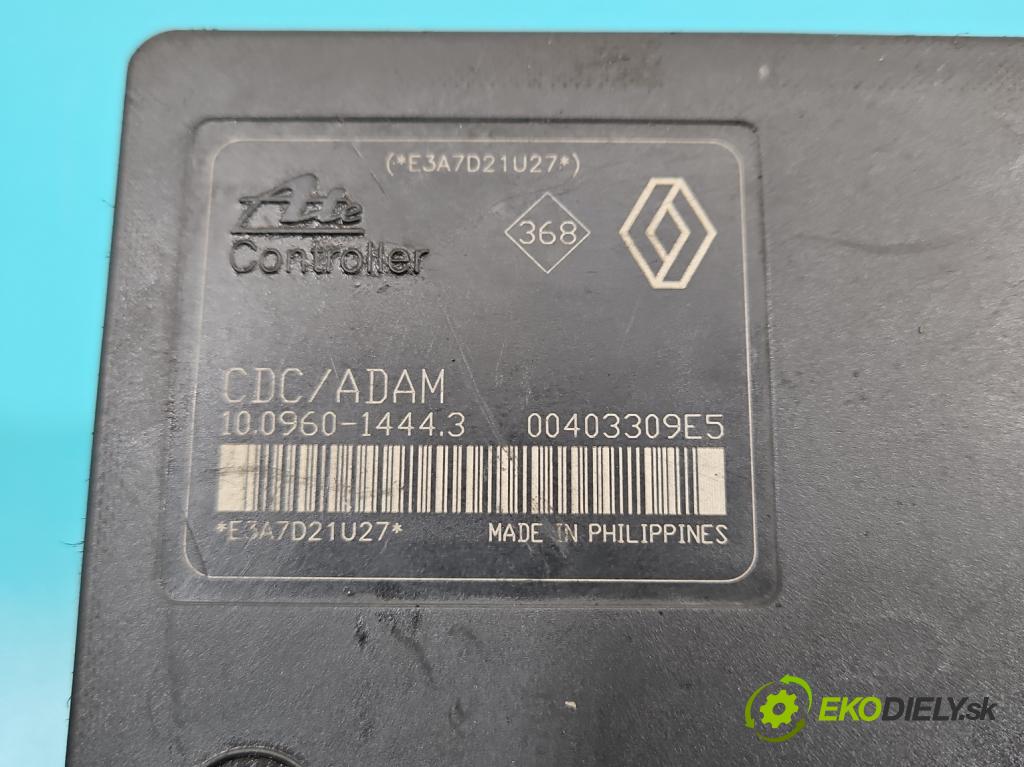 (*E3A7D21U27*)
Ate
Controller
368
CDC/ADAM
10.0960-1444.3 00403309E5
*E3A7D21U27* MADE IN PHILIPPINES
EKODIELY.sk